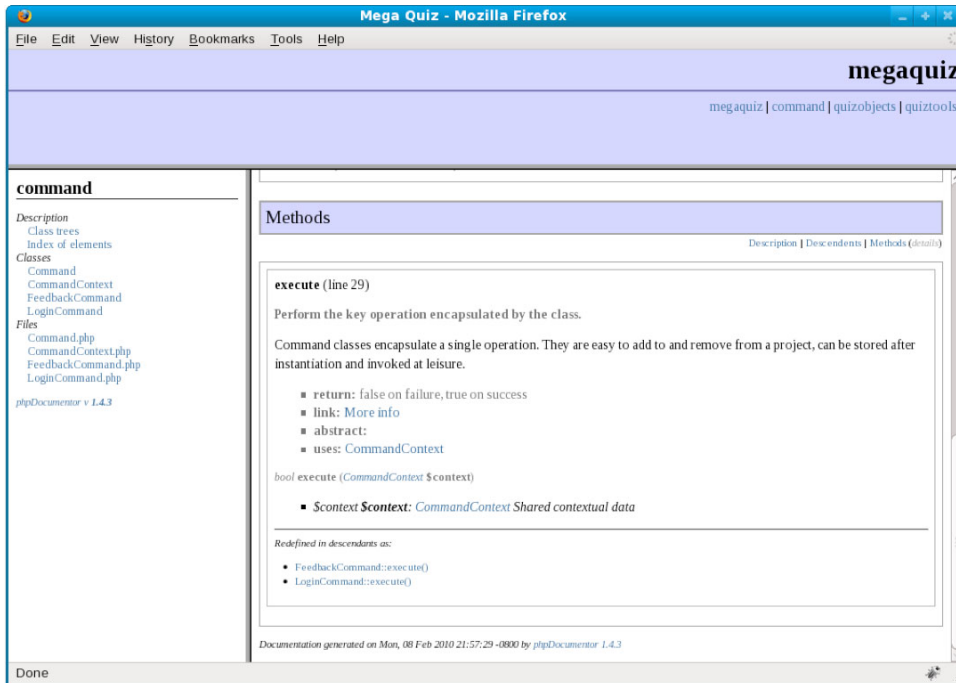 Mega Quiz - Mozilla Firefox
File Edit View History Bookmarks Tools Help
megaquiz
megaquiz | command | quizobjects | quiztools
command
Description
Class trees
Index of elements
Classes
Command
CommandContext
FeedbackCommand
LoginCommand
Files
Command.php
CommandContext.php
FeedbackCommand.php
LoginCommand.php
phpDocumentor v 1.4.3
Methods
Description | Descendents | Methods (details)
execute (line 29)
Perform the key operation encapsulated by the class.
Command classes encapsulate a single operation. They are easy to add to and remove from a project, can be stored after
instantiation and invoked at leisure.
return: false on failure, true on success
link: More info
abstract:
uses: CommandContext
bool execute (CommandContext $context)
$context $context: CommandContext Shared contextual data
Redefined in descendants as:
FeedbackCommand::execute()
LoginCommand::execute()
Documentation generated on Mon, 08 Feb 2010 21:57:29 -0800 by phpDocumentor 1.4.3
Done